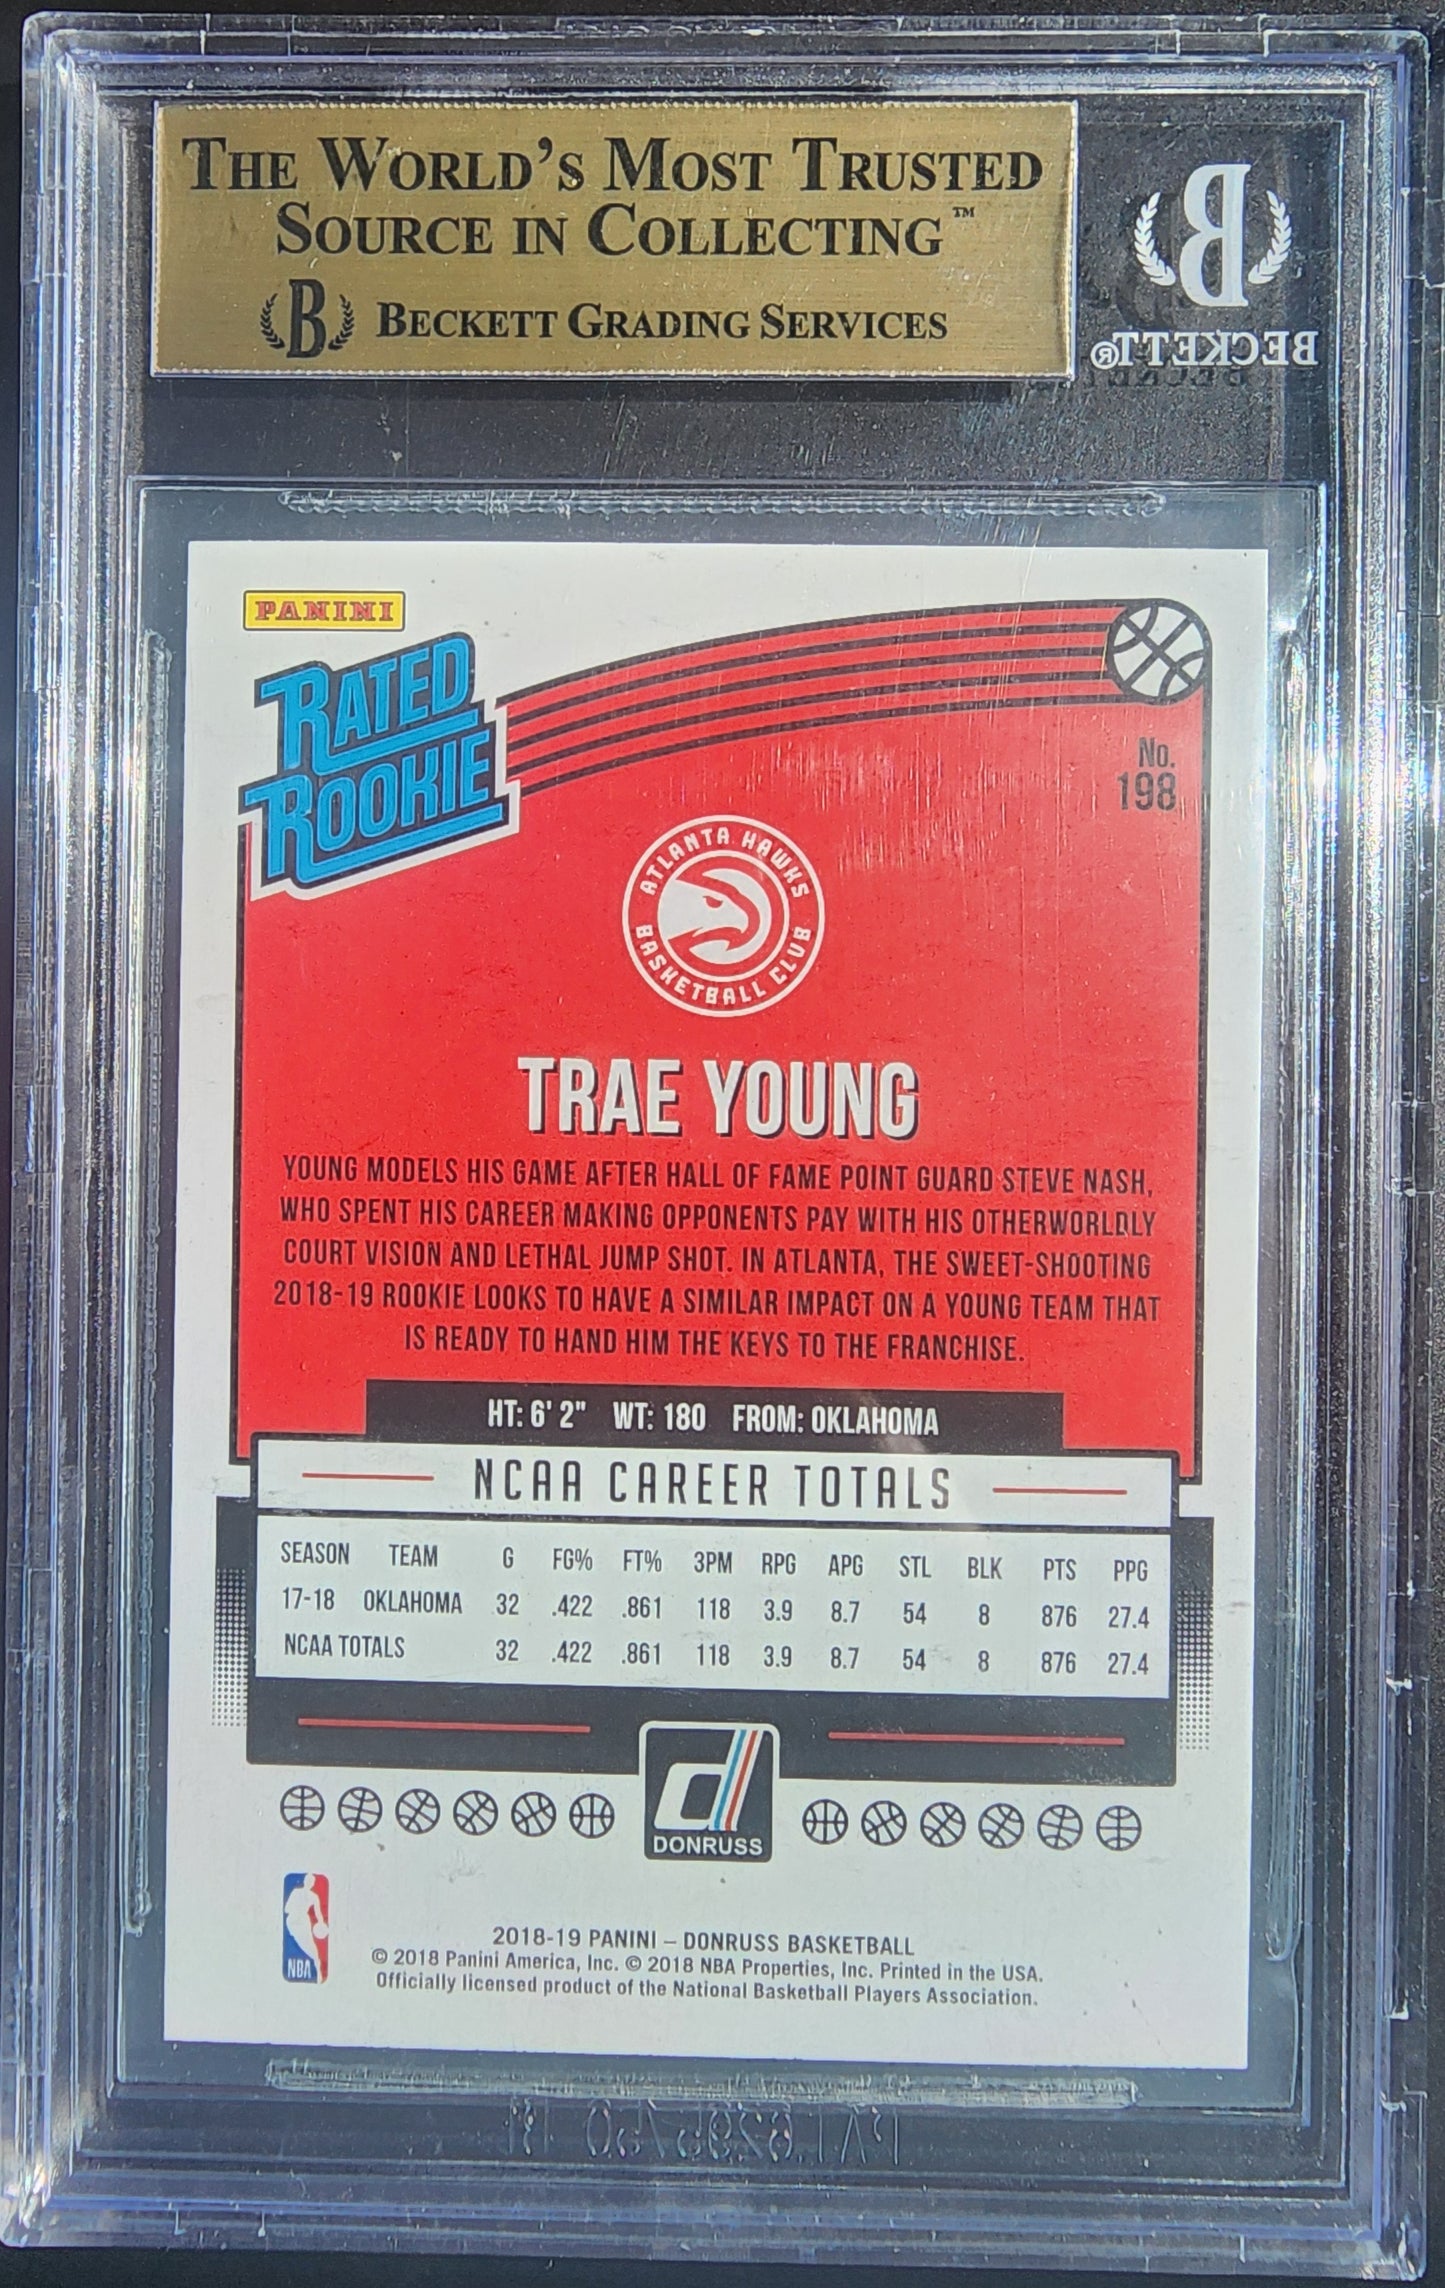 THE WORLD'S MOST TRUSTED
SOURCE IN COLLECTING™
B BECKETT GRADING SERVICES
B
BECKETT®
PANINI
RATED
ROOKIE
No.
198
ATLANTA HAWKS
BASKETBALL CLUB
TRAE YOUNG
YOUNG MODELS HIS GAME AFTER HALL OF FAME POINT GUARD STEVE NASH,
WHO SPENT HIS CAREER MAKING OPPONENTS PAY WITH HIS OTHERWORLDLY
COURT VISION AND LETHAL JUMP SHOT. IN ATLANTA, THE SWEET-SHOOTING
2018-19 ROOKIE LOOKS TO HAVE A SIMILAR IMPACT ON A YOUNG TEAM THAT
IS READY TO HAND HIM THE KEYS TO THE FRANCHISE.
HT: 6' 2" WT: 180 FROM: OKLAHOMA
NCAA CAREER TOTALS
SEASON TEAM G FG% FT% 3PM RPG APG STL BLK PTS PPG
17-18 OKLAHOMA 32 .422 .861 118 3.9 8.7 54 8 876 27.4
NCAA TOTALS 32 .422 .861 118 3.9 8.7 54 8 876 27.4
d
DONRUSS
NBA
2018-19 PANINI – DONRUSS BASKETBALL
© 2018 Panini America, Inc. © 2018 NBA Properties, Inc. Printed in the USA.
Officially licensed product of the National Basketball Players Association.